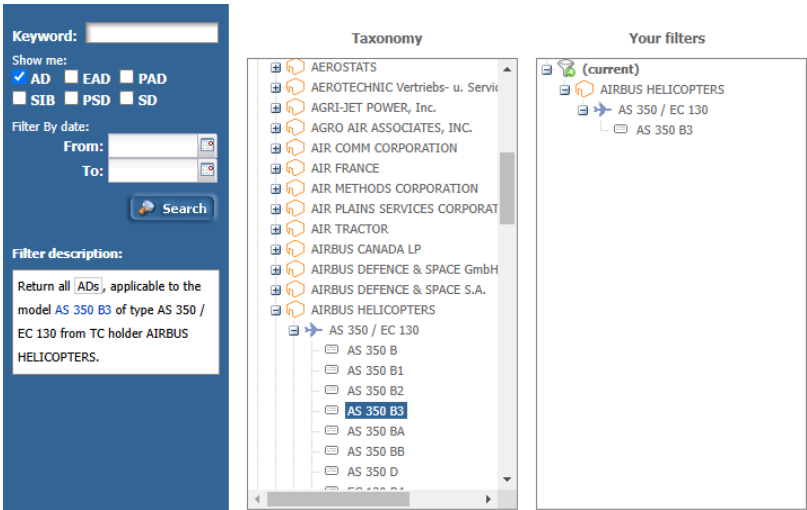 Keyword:
Show me:
AD EAD PAD
SIB PSD SD
Filter By date:
From:
To:
Search
Filter description:
Return all ADs, applicable to the
model AS 350 B3 of type AS 350 /
EC 130 from TC holder AIRBUS
HELICOPTERS.
Taxonomy
AEROSTATS
AEROTECHNIC Vertriebs- u. Servic
AGRI-JET POWER, Inc.
AGRO AIR ASSOCIATES, INC.
AIR COMM CORPORATION
AIR FRANCE
AIR METHODS CORPORATION
AIR PLAINS SERVICES CORPORAT
AIR TRACTOR
AIRBUS CANADA LP
AIRBUS DEFENCE & SPACE GmbH
AIRBUS DEFENCE & SPACE S.A.
AIRBUS HELICOPTERS
AS 350 / EC 130
AS 350 B
AS 350 B1
AS 350 B2
AS 350 B3
AS 350 BA
AS 350 BB
AS 350 D
Your filters
(current)
AIRBUS HELICOPTERS
AS 350 / EC 130
AS 350 B3